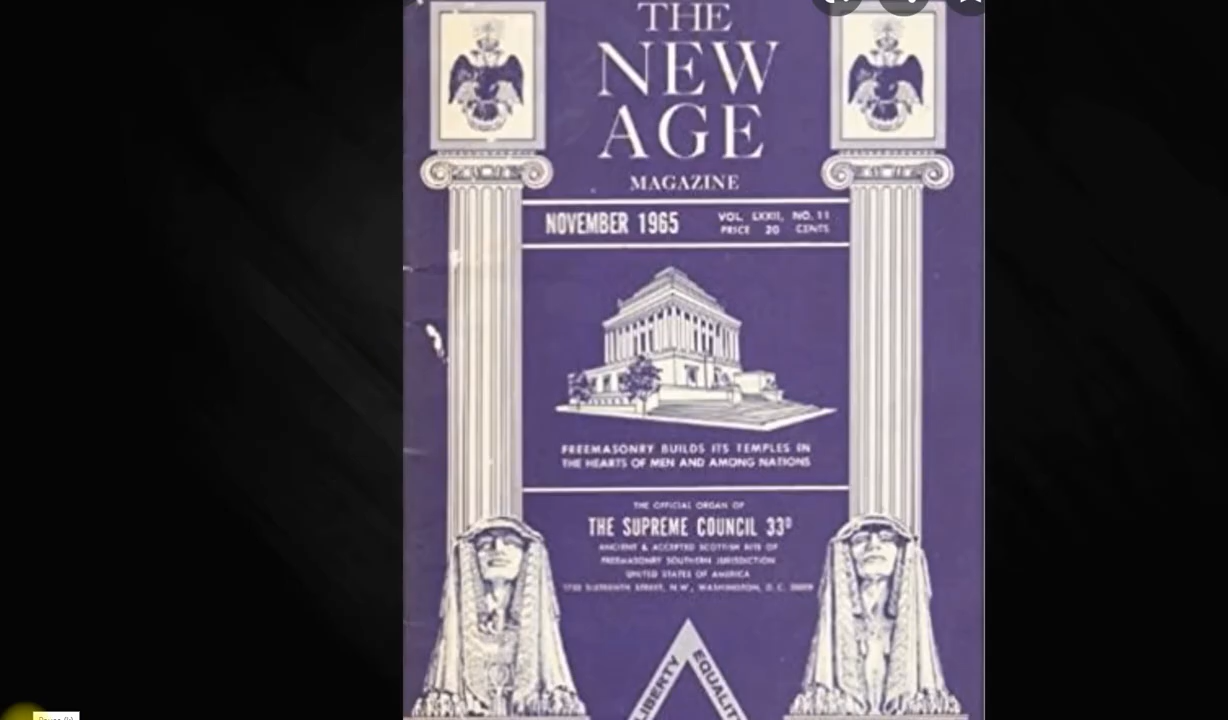 THE
NEW
AGE
MAGAZINE
NOVEMBER 1965
VOL. LXXII, NO. 11
PRICE 20 CENTS
FREEMASONRY BUILDS ITS TEMPLES IN
THE HEARTS OF MEN AND AMONG NATIONS
THE OFFICIAL ORGAN OF
THE SUPREME COUNCIL 33°
ANCIENT & ACCEPTED SCOTTISH RITE OF
FREEMASONRY SOUTHERN JURISDICTION
UNITED STATES OF AMERICA
1733 SIXTEENTH STREET, N.W., WASHINGTON, D. C. 20009
LIBERTY
EQUALITY